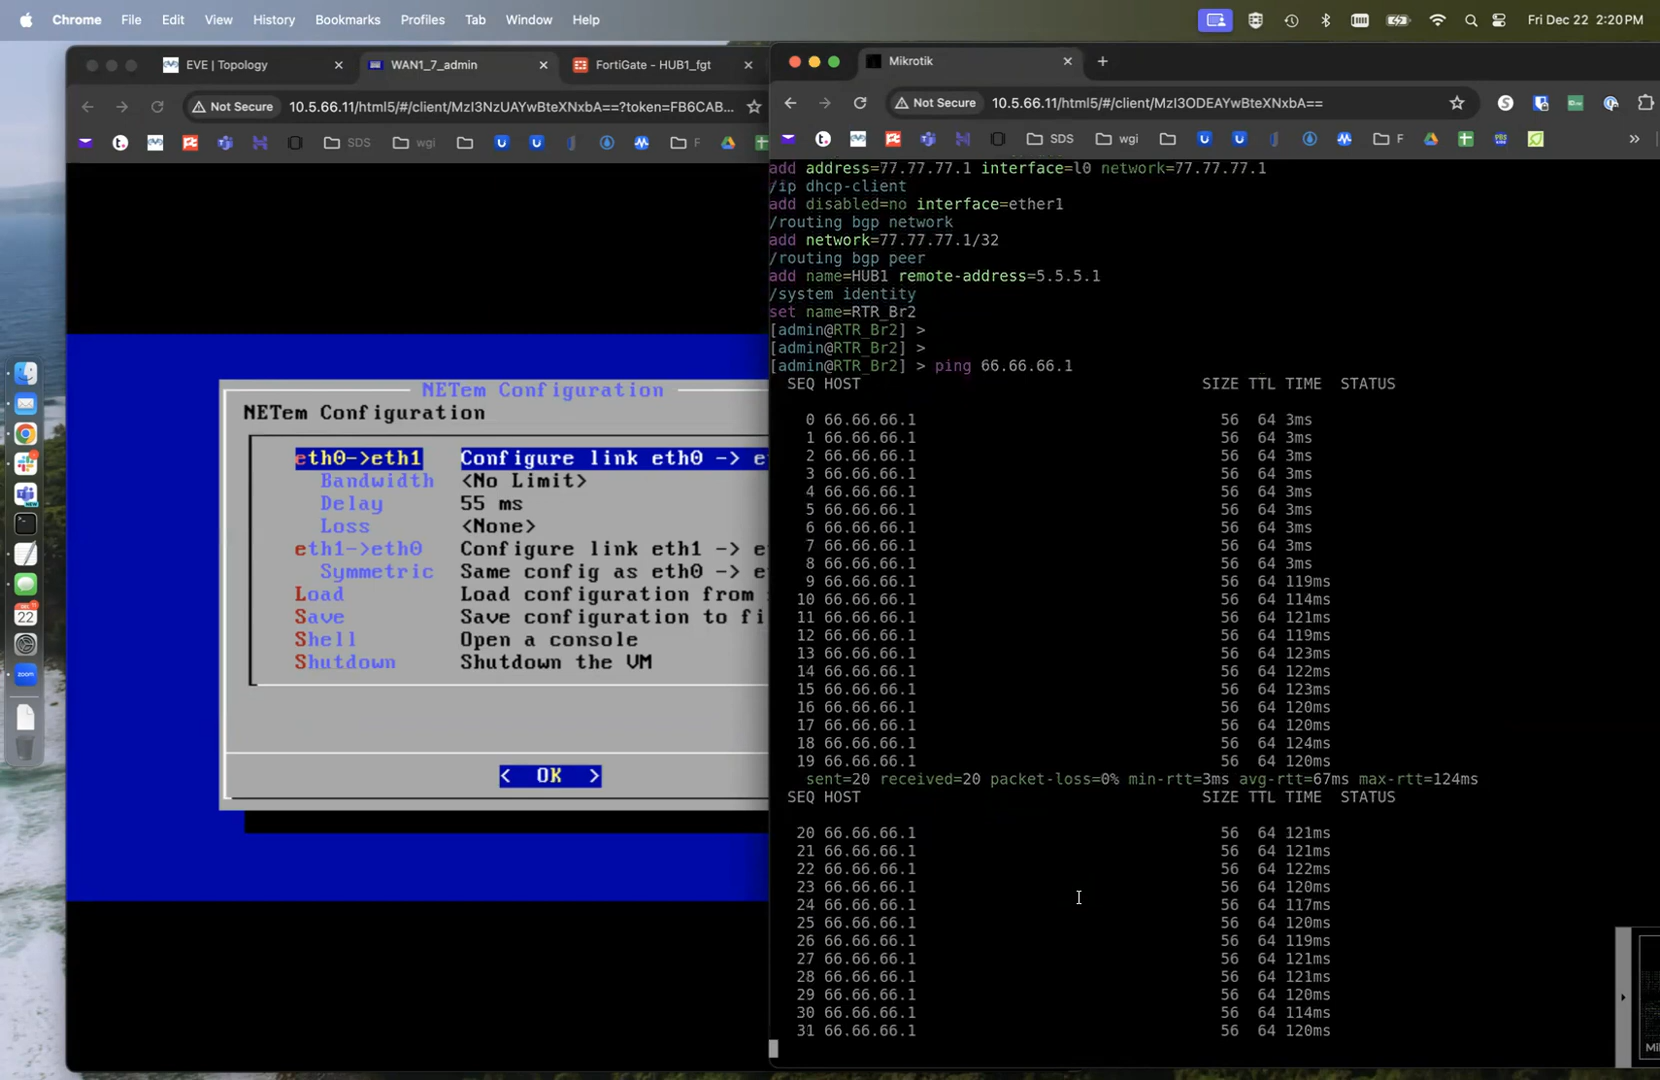 Chrome File Edit View History Bookmarks Profiles Tab Window Help Fri Dec 22 2:20 PM
EVE | Topology
WAN1_7_admin
FortiGate - HUB1_fgt
Not Secure 10.5.66.11/html5/#/client/MzI3NzUAYwBteXNxbA==?token=FB6CAB...
SDS
wgi
F
NETem Configuration
NETem Configuration
eth0->eth1 Configure link eth0 -> e
Bandwidth <No Limit>
Delay 55 ms
Loss <None>
eth1->eth0 Configure link eth1 -> e
Symmetric Same config as eth0 -> e
Load Load configuration from
Save Save configuration to fi
Shell Open a console
Shutdown Shutdown the VM
< OK >
Mikrotik
Not Secure 10.5.66.11/html5/#/client/MzI3ODEAYwBteXNxbA==
SDS
wgi
F
add address=77.77.77.1 interface=l0 network=77.77.77.1
/ip dhcp-client
add disabled=no interface=ether1
/routing bgp network
add network=77.77.77.1/32
/routing bgp peer
add name=HUB1 remote-address=5.5.5.1
/system identity
set name=RTR_Br2
[admin@RTR_Br2] >
[admin@RTR_Br2] >
[admin@RTR_Br2] > ping 66.66.66.1
SEQ HOST SIZE TTL TIME STATUS
0 66.66.66.1 56 64 3ms
1 66.66.66.1 56 64 3ms
2 66.66.66.1 56 64 3ms
3 66.66.66.1 56 64 3ms
4 66.66.66.1 56 64 3ms
5 66.66.66.1 56 64 3ms
6 66.66.66.1 56 64 3ms
7 66.66.66.1 56 64 3ms
8 66.66.66.1 56 64 3ms
9 66.66.66.1 56 64 119ms
10 66.66.66.1 56 64 114ms
11 66.66.66.1 56 64 121ms
12 66.66.66.1 56 64 119ms
13 66.66.66.1 56 64 123ms
14 66.66.66.1 56 64 122ms
15 66.66.66.1 56 64 123ms
16 66.66.66.1 56 64 120ms
17 66.66.66.1 56 64 120ms
18 66.66.66.1 56 64 124ms
19 66.66.66.1 56 64 120ms
sent=20 received=20 packet-loss=0% min-rtt=3ms avg-rtt=67ms max-rtt=124ms
SEQ HOST SIZE TTL TIME STATUS
20 66.66.66.1 56 64 121ms
21 66.66.66.1 56 64 121ms
22 66.66.66.1 56 64 122ms
23 66.66.66.1 56 64 120ms
24 66.66.66.1 56 64 117ms
25 66.66.66.1 56 64 120ms
26 66.66.66.1 56 64 119ms
27 66.66.66.1 56 64 121ms
28 66.66.66.1 56 64 121ms
29 66.66.66.1 56 64 120ms
30 66.66.66.1 56 64 114ms
31 66.66.66.1 56 64 120ms
22
zoom